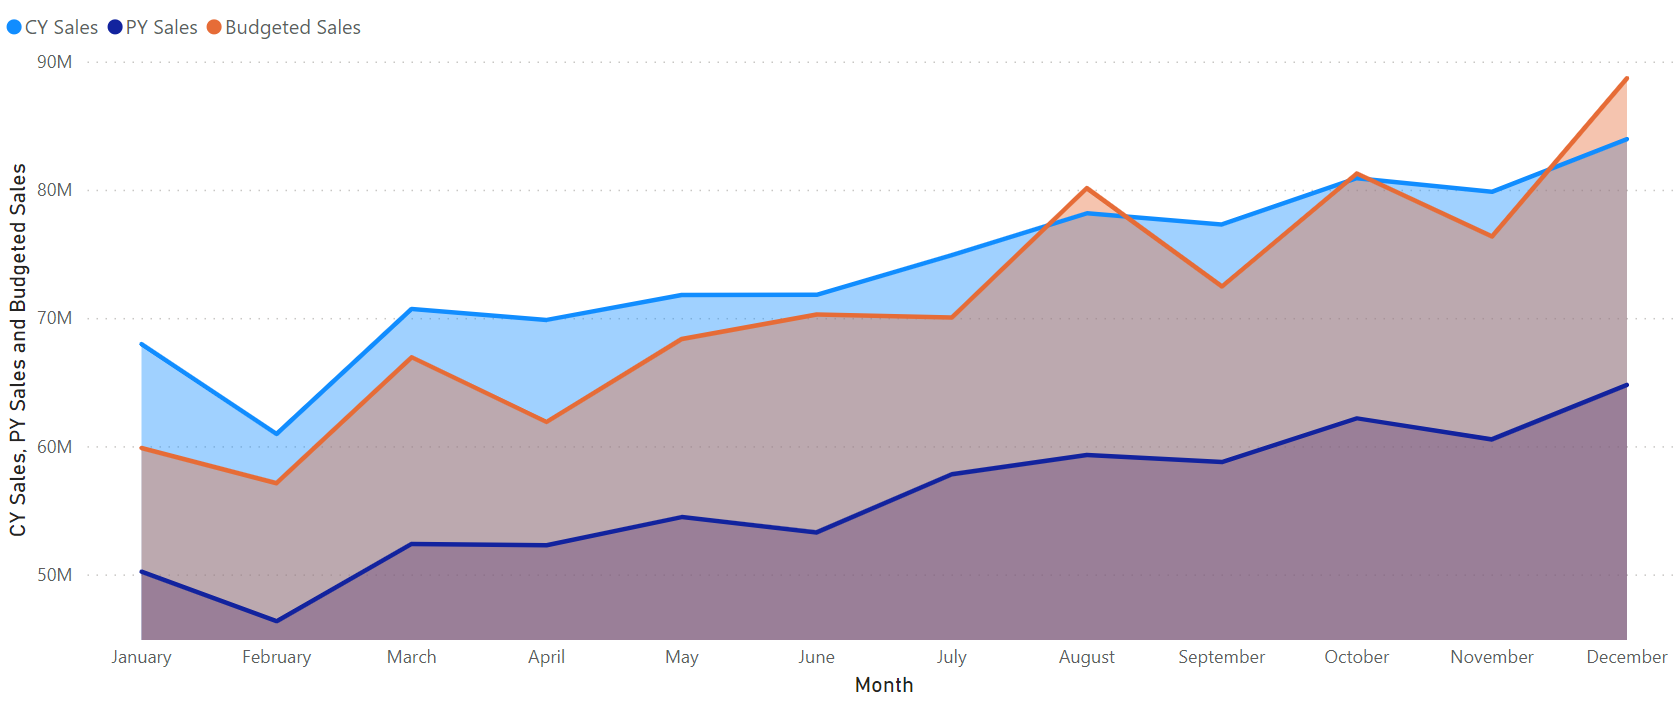 CY Sales PY Sales Budgeted Sales
90M
80M
70M
60M
50M
CY Sales, PY Sales and Budgeted Sales
January February March April May June July August September October November December
Month